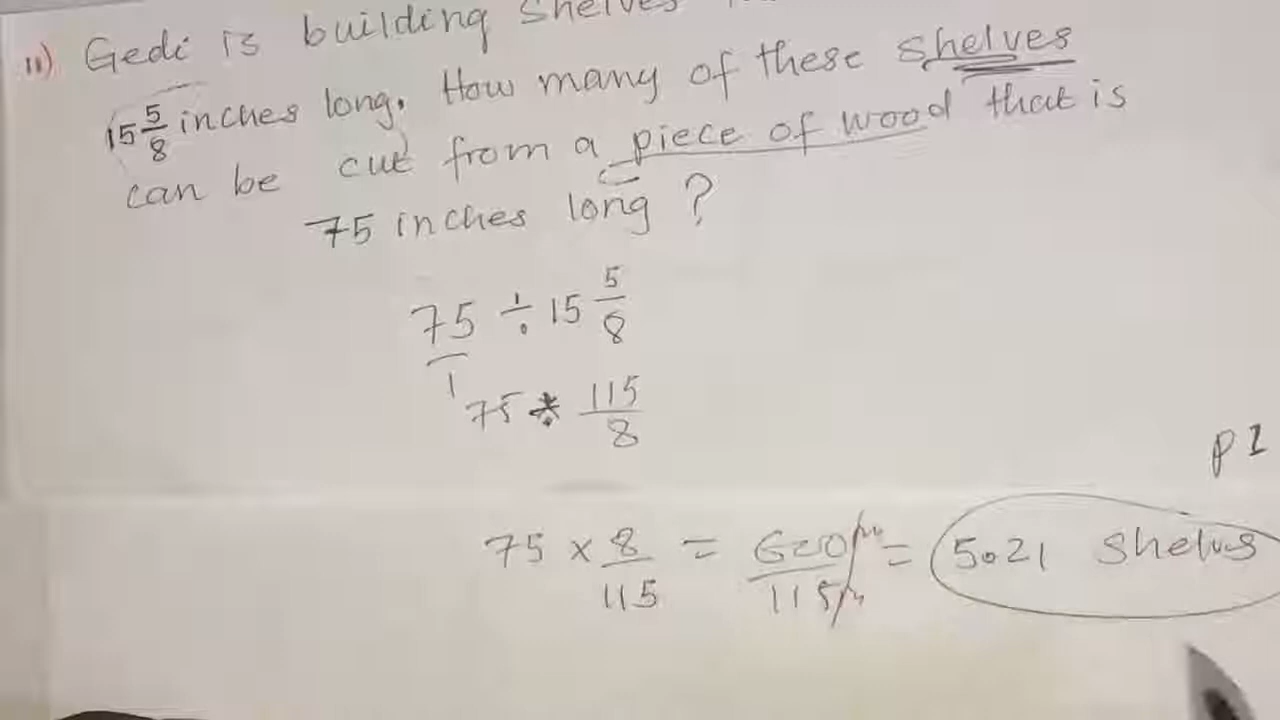 11) Gedi is building shelves
15 5/8 inches long. How many of these shelves
can be cut from a piece of wood that is
75 inches long ?
75/1 ÷ 15 5/8
75 * 115/8
P1
75 × 8/115 = 620/115 = 5.21 shelves